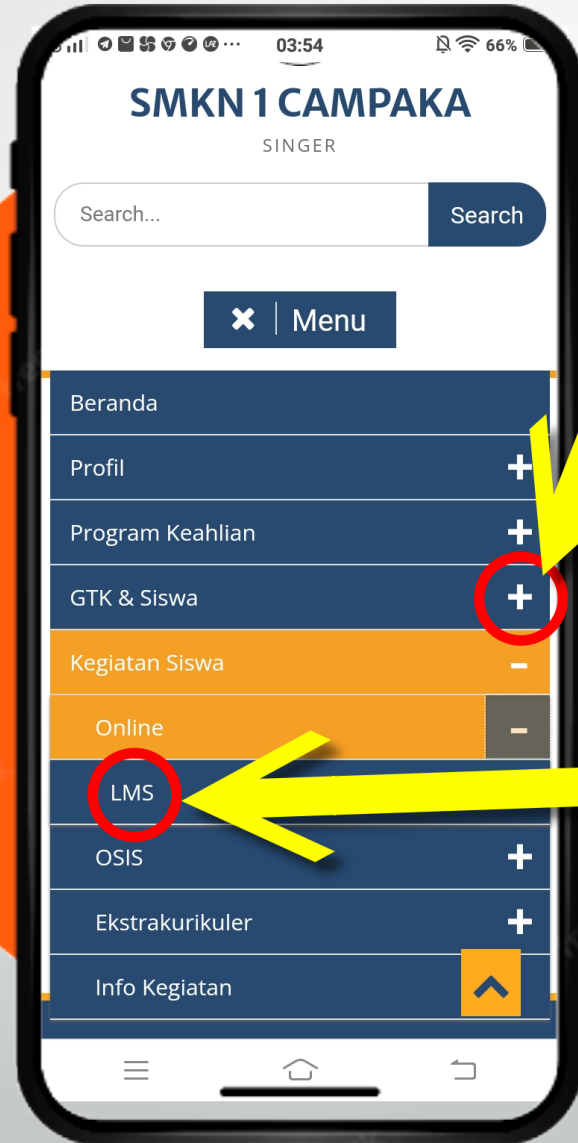 03:54
66%
SMKN 1 CAMPAKA
SINGER
Search...
Search
Menu
Beranda
Profil
Program Keahlian
GTK & Siswa
Kegiatan Siswa
Online
LMS
OSIS
Ekstrakurikuler
Info Kegiatan